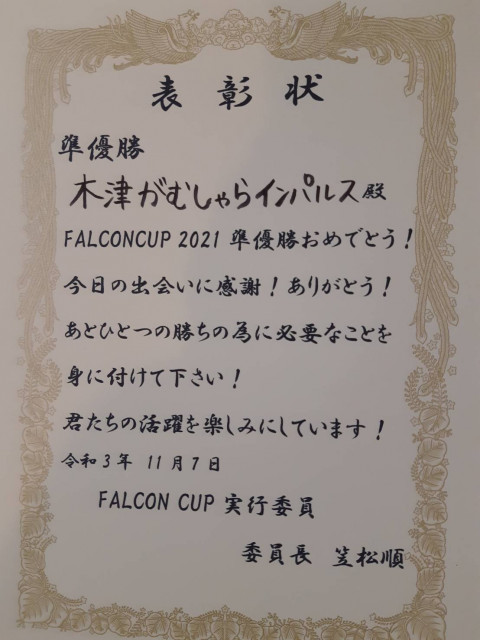 表彰状
準優勝
木津がむしゃらインパルス殿
FALCONCUP 2021 準優勝おめでとう！
今日の出会いに感謝！ありがとう！
あとひとつの勝ちの為に必要なことを
身に付けて下さい！
君たちの活躍を楽しみにしています！
令和3年 11月7日
FALCON CUP 実行委員
委員長 笠松順